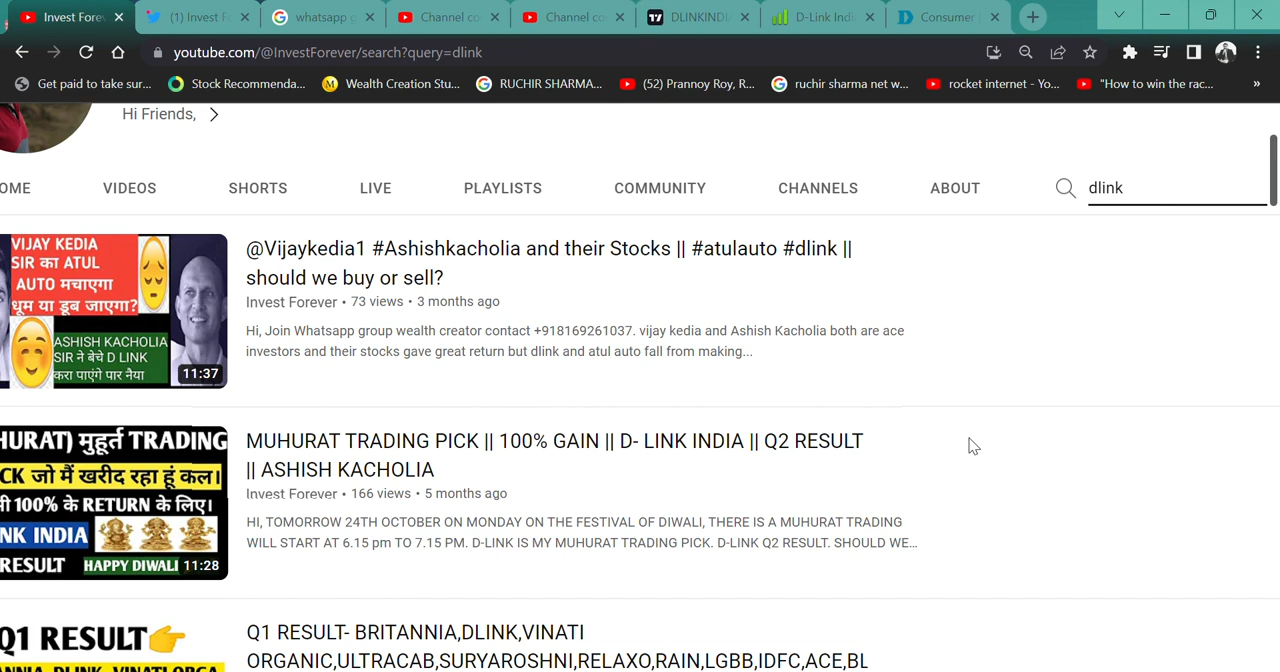 Invest Forev
(1) Invest F
whatsapp g
Channel co
Channel co
DLINKINDI
D-Link Indi
Consumer
youtube.com/@InvestForever/search?query=dlink
Get paid to take sur...
Stock Recommenda...
Wealth Creation Stu...
RUCHIR SHARMA...
(52) Prannoy Roy, R...
ruchir sharma net w...
rocket internet - Yo...
"How to win the rac...
»
Hi Friends,
OME
VIDEOS
SHORTS
LIVE
PLAYLISTS
COMMUNITY
CHANNELS
ABOUT
dlink
VIJAY KEDIA
SIR का ATUL
AUTO मचाएगा
धूम या डूब जाएगा?
ASHISH KACHOLIA
SIR ने बेचे D LINK
करा पाएंगे पार नैया
11:37
@Vijaykedia1 #Ashishkacholia and their Stocks || #atulauto #dlink ||
should we buy or sell?
Invest Forever • 73 views • 3 months ago
Hi, Join Whatsapp group wealth creator contact +918169261037. vijay kedia and Ashish Kacholia both are ace
investors and their stocks gave great return but dlink and atul auto fall from making...
HURAT) मुहूर्त TRADING
CK जो मैं खरीद रहा हूं कल।
भी 100% के RETURN के लिए।
NK INDIA
RESULT
HAPPY DIWALI
11:28
MUHURAT TRADING PICK || 100% GAIN || D- LINK INDIA || Q2 RESULT
|| ASHISH KACHOLIA
Invest Forever • 166 views • 5 months ago
HI, TOMORROW 24TH OCTOBER ON MONDAY ON THE FESTIVAL OF DIWALI, THERE IS A MUHURAT TRADING
WILL START AT 6.15 pm TO 7.15 PM. D-LINK IS MY MUHURAT TRADING PICK. D-LINK Q2 RESULT. SHOULD WE...
Q1 RESULT
Q1 RESULT- BRITANNIA,DLINK,VINATI
ORGANIC,ULTRACAB,SURYAROSHNI,RELAXO,RAIN,LGBB,IDFC,ACE,BL